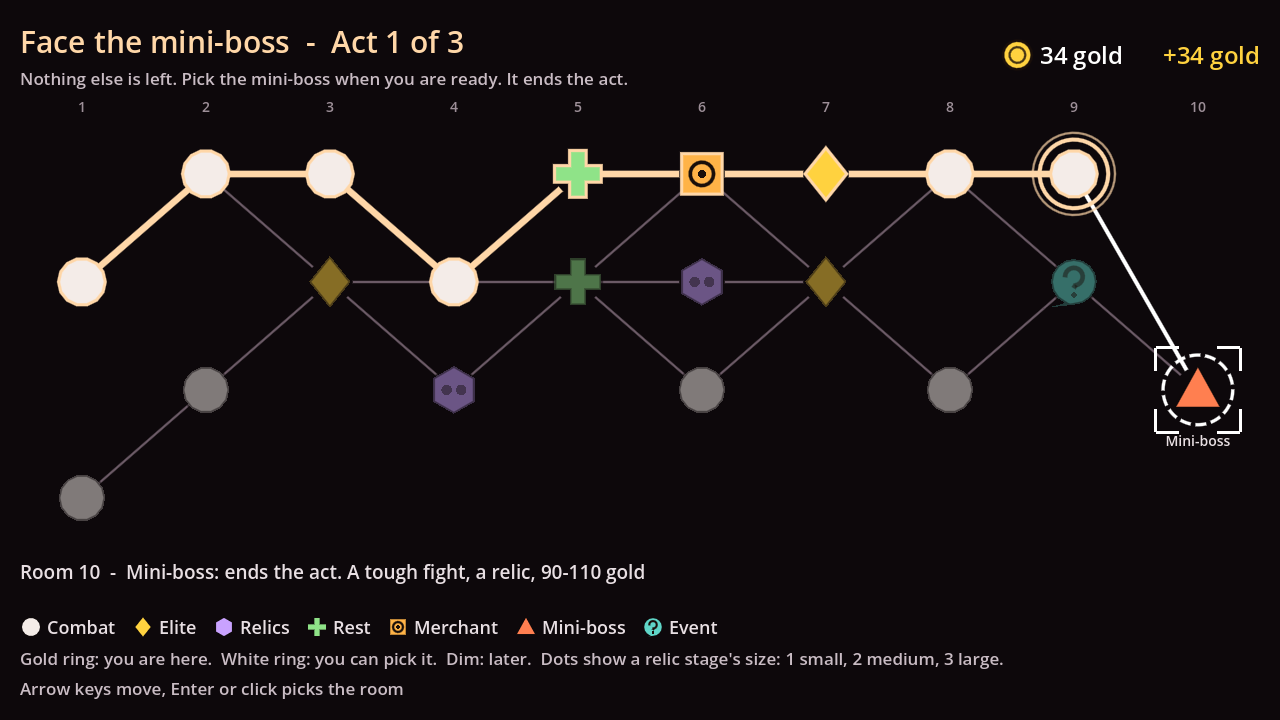 Face the mini-boss - Act 1 of 3
34 gold +34 gold
Nothing else is left. Pick the mini-boss when you are ready. It ends the act.
1 2 3 4 5 6 7 8 9 10
?
Mini-boss
Room 10 - Mini-boss: ends the act. A tough fight, a relic, 90-110 gold
Combat Elite Relics Rest Merchant Mini-boss ? Event
Gold ring: you are here. White ring: you can pick it. Dim: later. Dots show a relic stage's size: 1 small, 2 medium, 3 large.
Arrow keys move, Enter or click picks the room